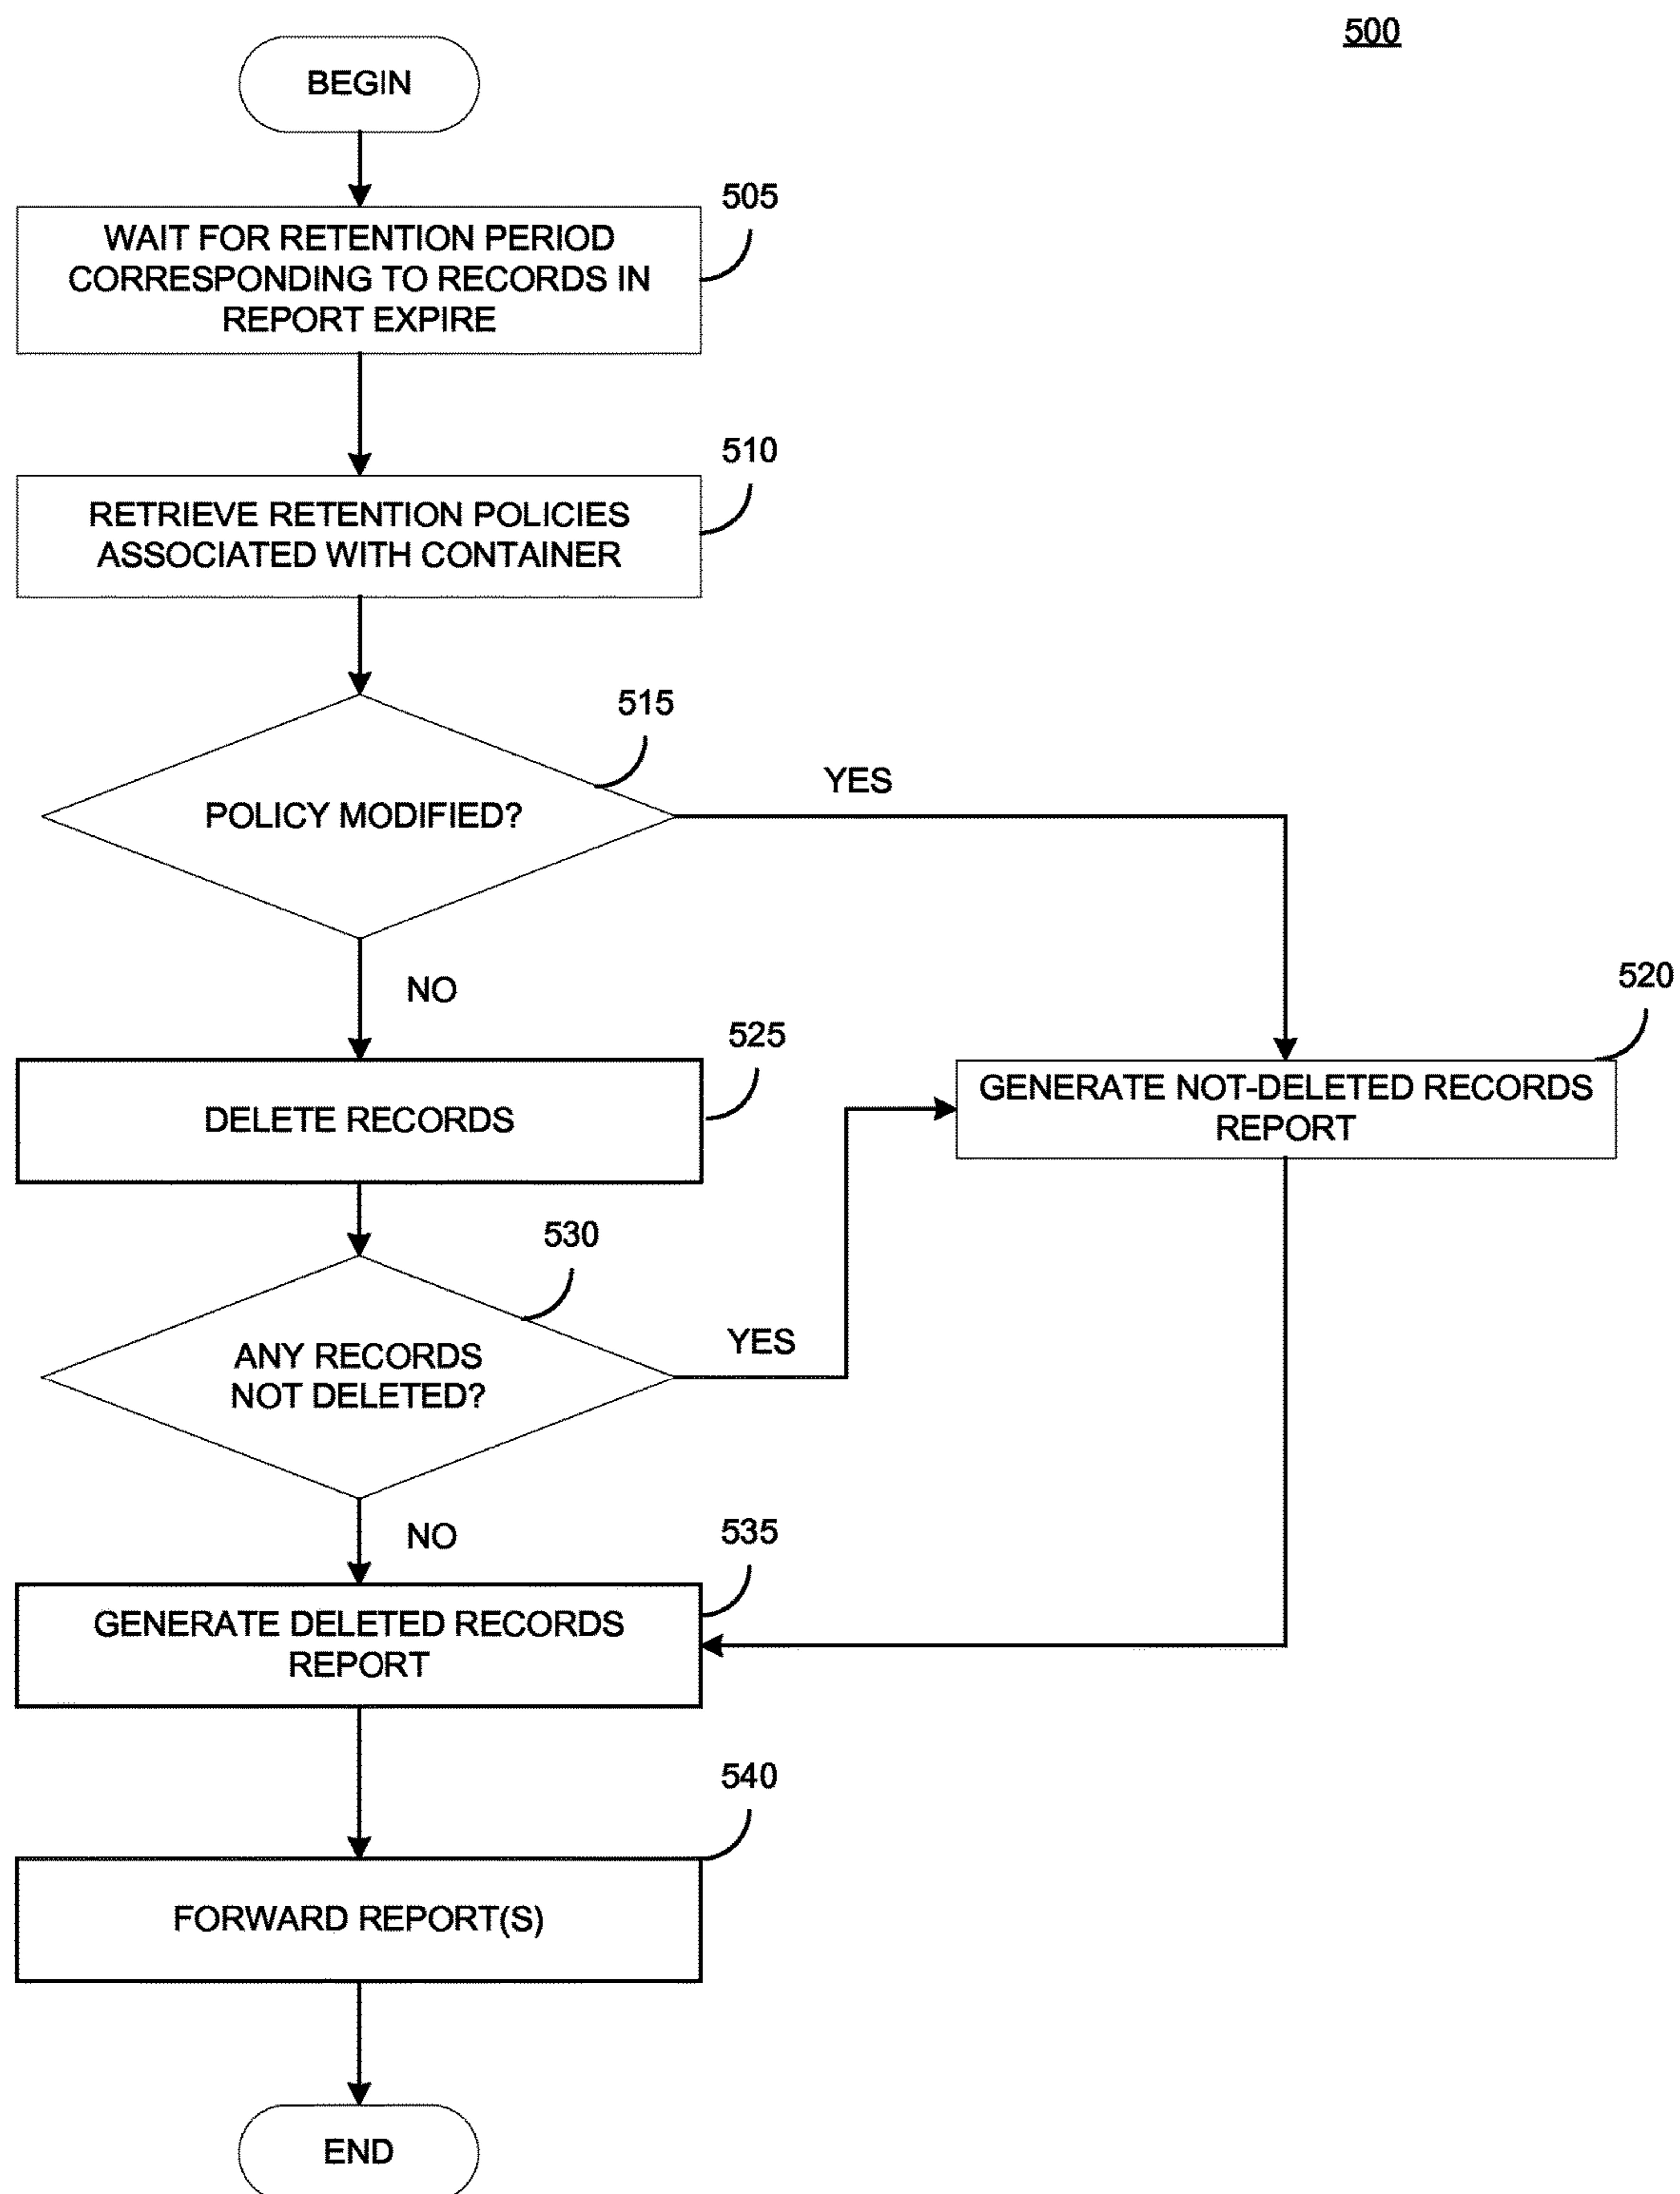 500
BEGIN
505
WAIT FOR RETENTION PERIOD
CORRESPONDING TO RECORDS IN
REPORT EXPIRE
510
RETRIEVE RETENTION POLICIES
ASSOCIATED WITH CONTAINER
515
POLICY MODIFIED?
YES
NO
520
GENERATE NOT-DELETED RECORDS
REPORT
525
DELETE RECORDS
530
ANY RECORDS
NOT DELETED?
YES
NO
535
GENERATE DELETED RECORDS
REPORT
540
FORWARD REPORT(S)
END